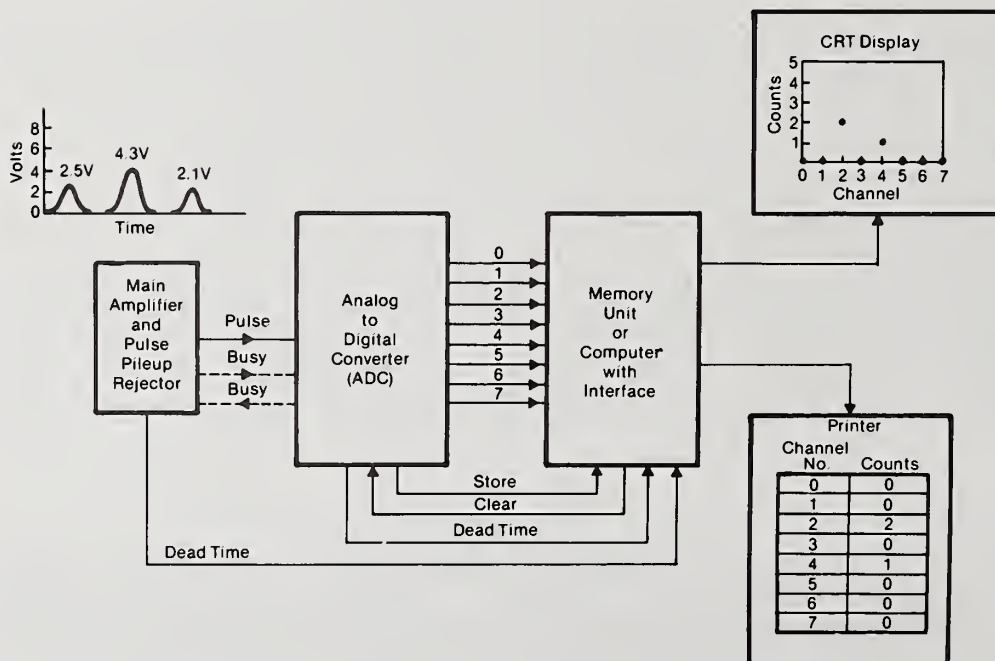 CRT Display
5
4
3
2
1
Counts
0 1 2 3 4 5 6 7
Channel
8
6
4
2
0
Volts
2.5V
4.3V
2.1V
Time
Main
Amplifier
and
Pulse
Pileup
Rejector
Pulse
Busy
Busy
Analog
to
Digital
Converter
(ADC)
0
1
2
3
4
5
6
7
Memory
Unit
or
Computer
with
Interface
Store
Clear
Dead Time
Dead Time
Printer
Channel
No. Counts
0 0
1 0
2 2
3 0
4 1
5 0
6 0
7 0